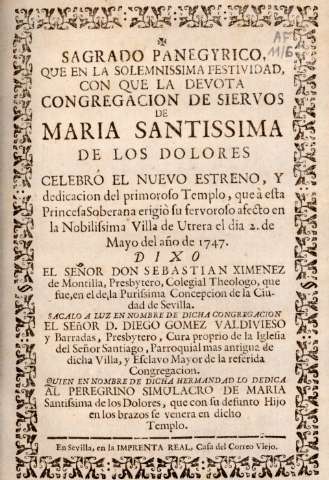 AF
11/6
✠
SAGRADO PANEGYRICO,
QUE EN LA SOLEMNISSIMA FESTIVIDAD,
CON QUE LA DEVOTA
CONGREGACION DE SIERVOS
DE
MARIA SANTISSIMA
DE LOS DOLORES
CELEBRÓ EL NUEVO ESTRENO, Y
dedicacion del primoroso Templo, que à esta
Princesa Soberana erigiò su fervoroso afecto en
la Nobilissima Villa de Utrera el dia 2. de
Mayo del año de 1747.
DIXO
EL SEÑOR DON SEBASTIAN XIMENEZ
de Montilla, Presbytero, Colegial Theologo, que
fue, en el de la Purissima Concepcion de la Ciu-
dad de Sevilla.
SACALO A LUZ EN NOMBRE DE DICHA CONGREGACION
EL SEñOR D. DIEGO GOMEZ VALDIVIESO
y Barradas, Presbytero, Cura proprio de la Iglesia
del Señor Santiago, Parroquial mas antigua de
dicha Villa, y Esclavo Mayor de la referida
Congregacion.
QUIEN EN NOMBRE DE DICHA HERMANDAD LO DEDICA
AL PEREGRINO SIMULACRO DE MARIA
Santissima de los Dolores, que con su defunto Hijo
en los brazos se venera en dicho
Templo.
En Sevilla, en la IMPRENTA REAL, Casa del Correo Viejo.